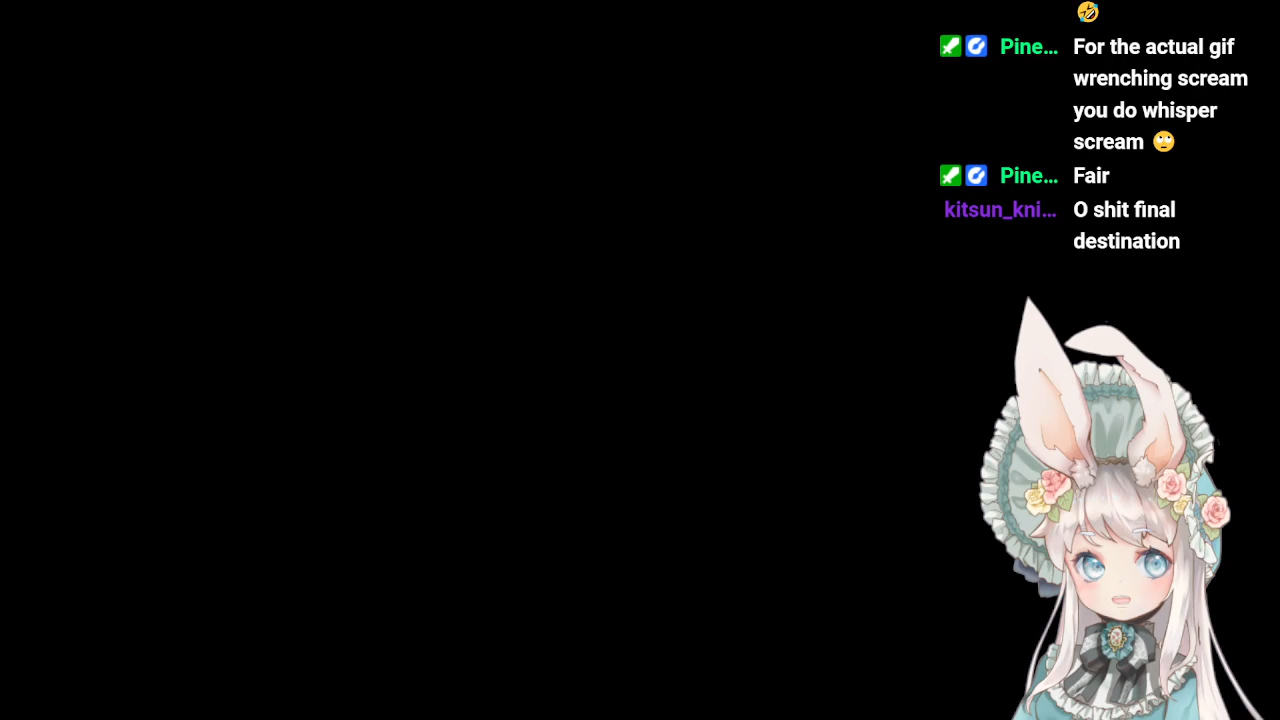 🤣
Pine... For the actual gif
wrenching scream
you do whisper
scream 🙄
Pine... Fair
kitsun_kni... O shit final
destination